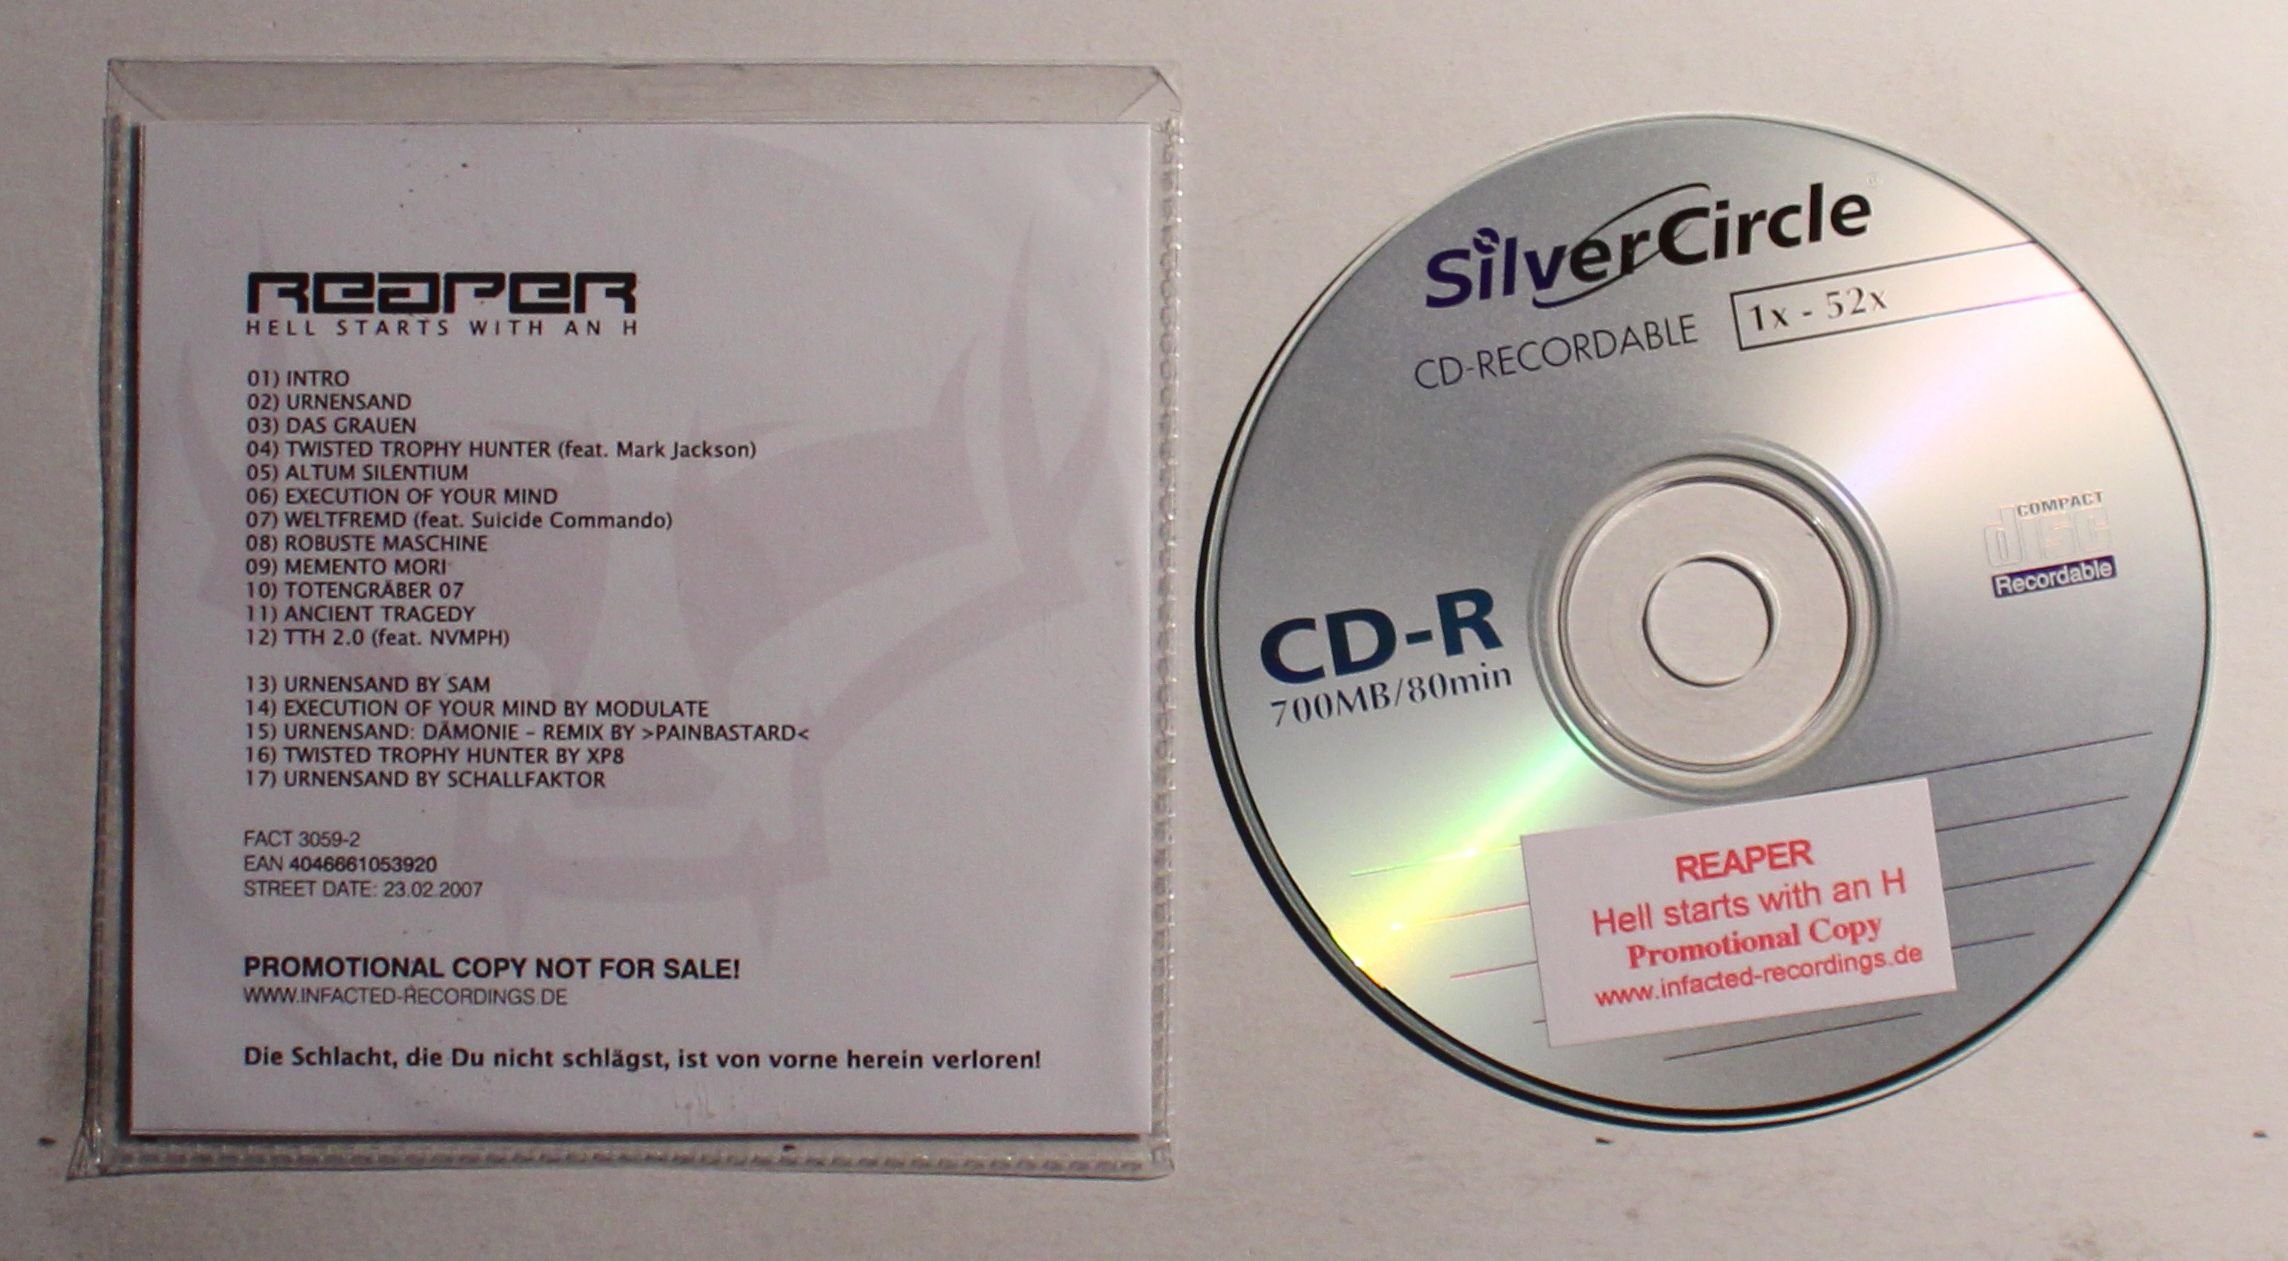 REAPER
HELL STARTS WITH AN H
01) INTRO
02) URNENSAND
03) DAS GRAUEN
04) TWISTED TROPHY HUNTER (feat. Mark Jackson)
05) ALTUM SILENTIUM
06) EXECUTION OF YOUR MIND
07) WELTFREMD (feat. Suicide Commando)
08) ROBUSTE MASCHINE
09) MEMENTO MORI
10) TOTENGRÄBER 07
11) ANCIENT TRAGEDY
12) TTH 2.0 (feat. NVMPH)
13) URNENSAND BY SAM
14) EXECUTION OF YOUR MIND BY MODULATE
15) URNENSAND: DÄMONIE - REMIX BY >PAINBASTARD<
16) TWISTED TROPHY HUNTER BY XP8
17) URNENSAND BY SCHALLFAKTOR
FACT 3059-2
EAN 4046661053920
STREET DATE: 23.02.2007
PROMOTIONAL COPY NOT FOR SALE!
WWW.INFACTED-RECORDINGS.DE
Die Schlacht, die Du nicht schlägst, ist von vorne herein verloren!
SilverCircle
CD-RECORDABLE 1x - 52x
COMPACT
disc
Recordable
CD-R
700MB/80min
REAPER
Hell starts with an H
Promotional Copy
www.infacted-recordings.de